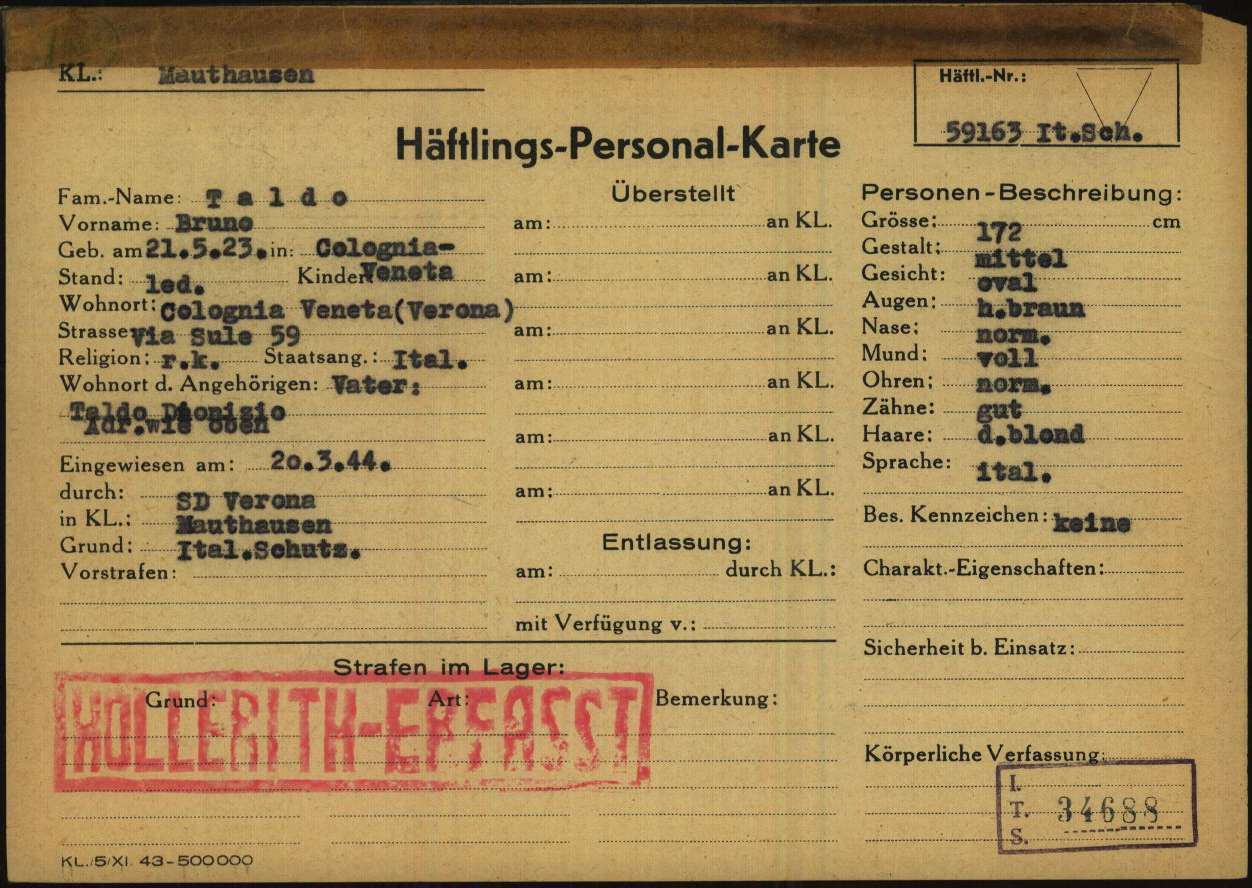 KL.: Mauthausen
Häftl.-Nr.:
59163 It.Sch.
Häftlings-Personal-Karte
Fam.-Name: Taldo
Vorname: Bruno
Geb. am 21.5.23. in: Colognia-
Stand: led. Kinder: Veneta
Wohnort: Colognia Veneta(Verona)
Strasse: Via Sule 59
Religion: r.k. Staatsang.: Ital.
Wohnort d. Angehörigen: Vater:
Taldo Dionizio
Adr.wie oben
Eingewiesen am: 2o.3.44.
durch: SD Verona
in KL.: Mauthausen
Grund: Ital.Schutz.
Vorstrafen:
Überstellt
am: an KL.
am: an KL.
am: an KL.
am: an KL.
am: an KL.
am: an KL.
Entlassung:
am: durch KL.:
mit Verfügung v.:
Personen-Beschreibung:
Grösse: 172 cm
Gestalt: mittel
Gesicht: oval
Augen: h.braun
Nase: norm.
Mund: voll
Ohren: norm.
Zähne: gut
Haare: d.blond
Sprache: ital.
Bes. Kennzeichen: keine
Charakt.-Eigenschaften:
Sicherheit b. Einsatz:
Körperliche Verfassung:
Strafen im Lager:
Grund: Art: Bemerkung:
HOLLERITH-ERFASST
I.
T. 34688
S.
KL./5/XI. 43-500000